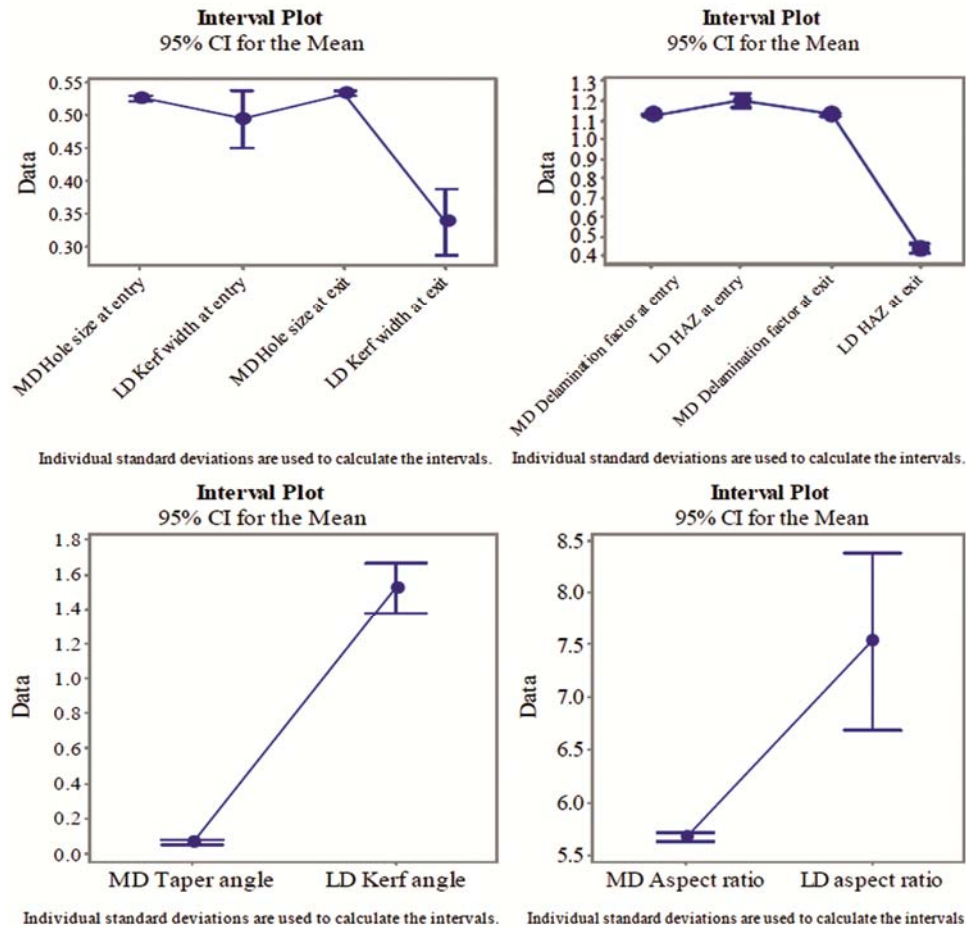 Interval Plot
95% CI for the Mean
0.55
0.50
0.45
0.40
0.35
0.30
Data
MD Hole size at entry
LD Kerf width at entry
MD Hole size at exit
LD Kerf width at exit
Individual standard deviations are used to calculate the intervals.
Interval Plot
95% CI for the Mean
1.3
1.2
1.1
1.0
0.9
0.8
0.7
0.6
0.5
0.4
Data
MD Delamination factor at entry
LD HAZ at entry
MD Delamination factor at exit
LD HAZ at exit
Individual standard deviations are used to calculate the intervals.
Interval Plot
95% CI for the Mean
1.8
1.6
1.4
1.2
1.0
0.8
0.6
0.4
0.2
0.0
Data
MD Taper angle
LD Kerf angle
Individual standard deviations are used to calculate the intervals.
Interval Plot
95% CI for the Mean
8.5
8.0
7.5
7.0
6.5
6.0
5.5
Data
MD Aspect ratio
LD aspect ratio
Individual standard deviations are used to calculate the intervals